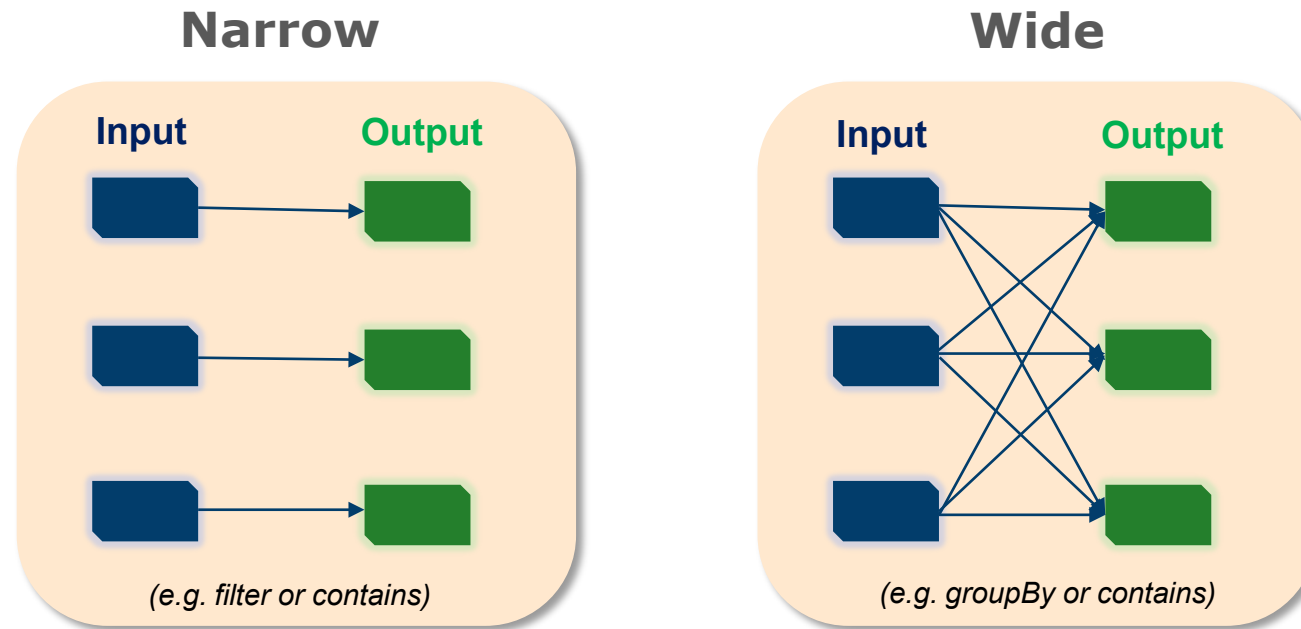 Narrow
Wide
Input
Output
Input
Output
(e.g. filter or contains)
(e.g. groupBy or contains)